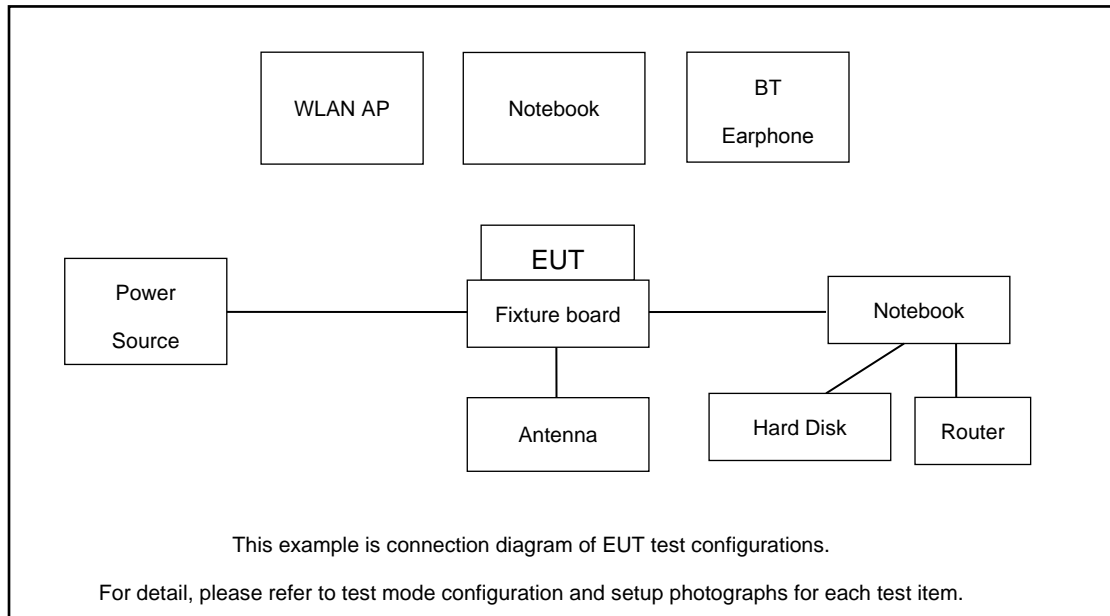 WLAN AP
Notebook
BT
Earphone
EUT
Power
Source
Fixture board
Notebook
Antenna
Hard Disk
Router
This example is connection diagram of EUT test configurations.
For detail, please refer to test mode configuration and setup photographs for each test item.